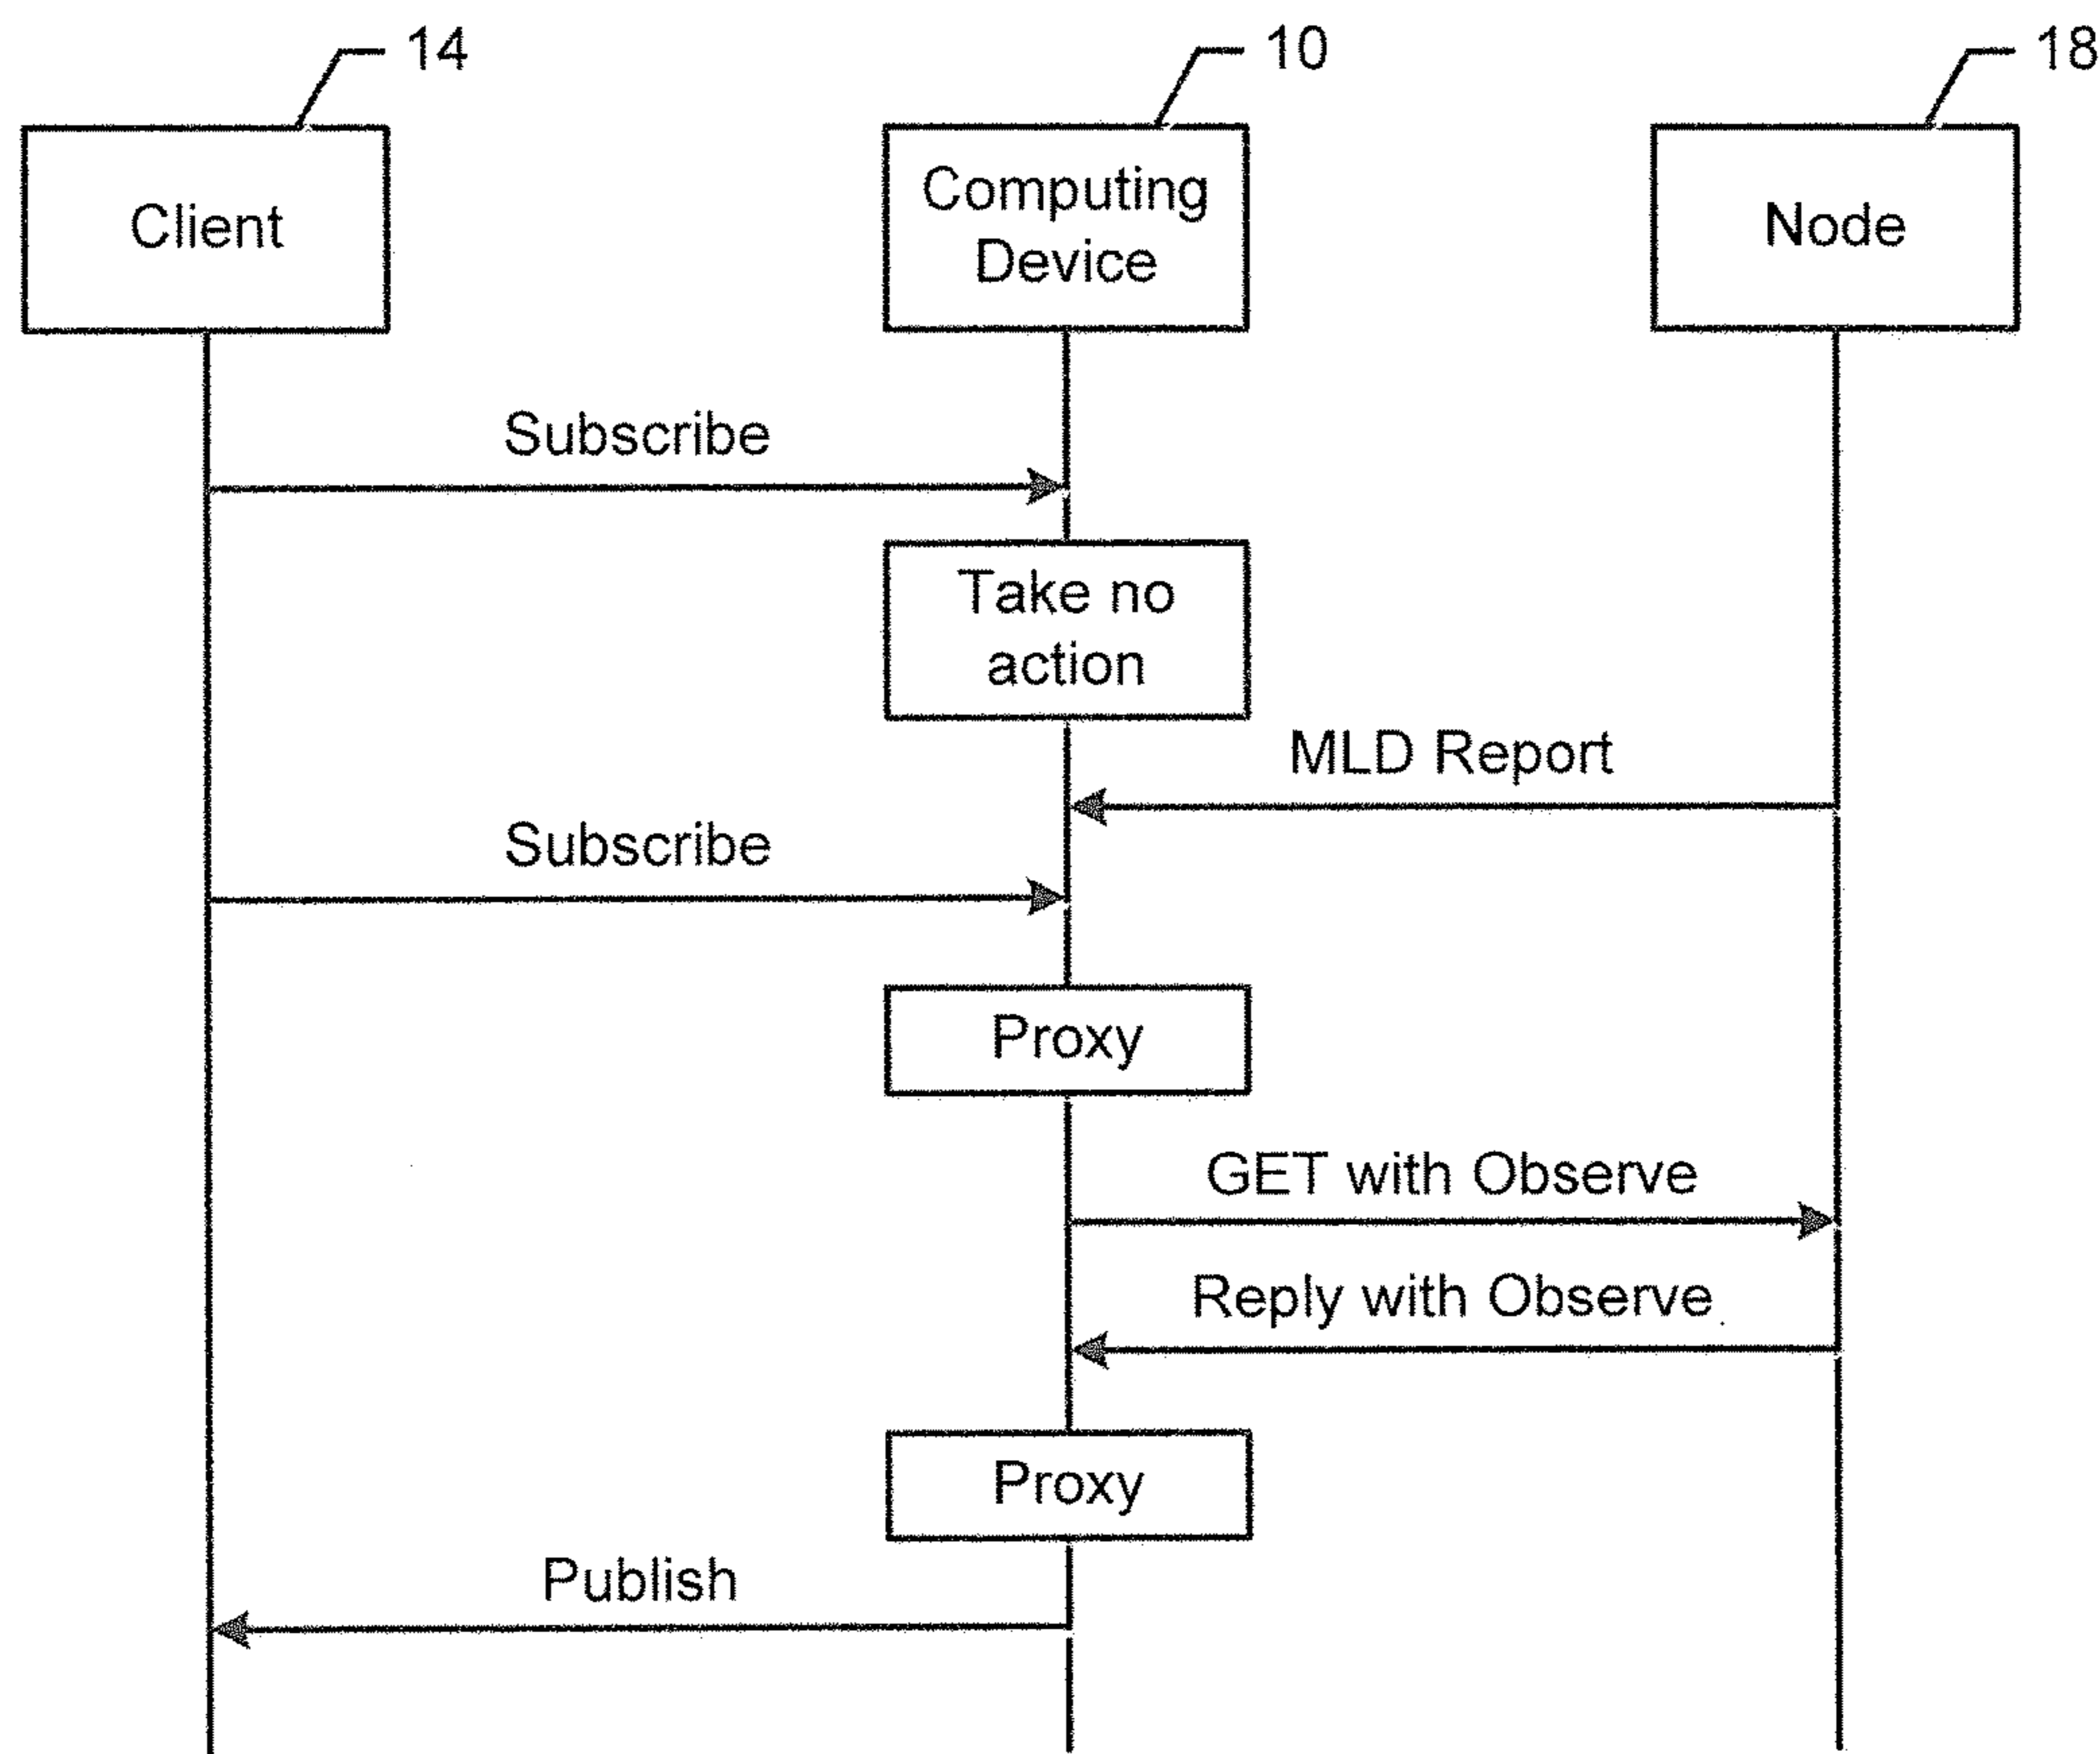 14
10
18
Client
Computing
Device
Node
Subscribe
Take no
action
MLD Report
Subscribe
Proxy
GET with Observe
Reply with Observe
Proxy
Publish